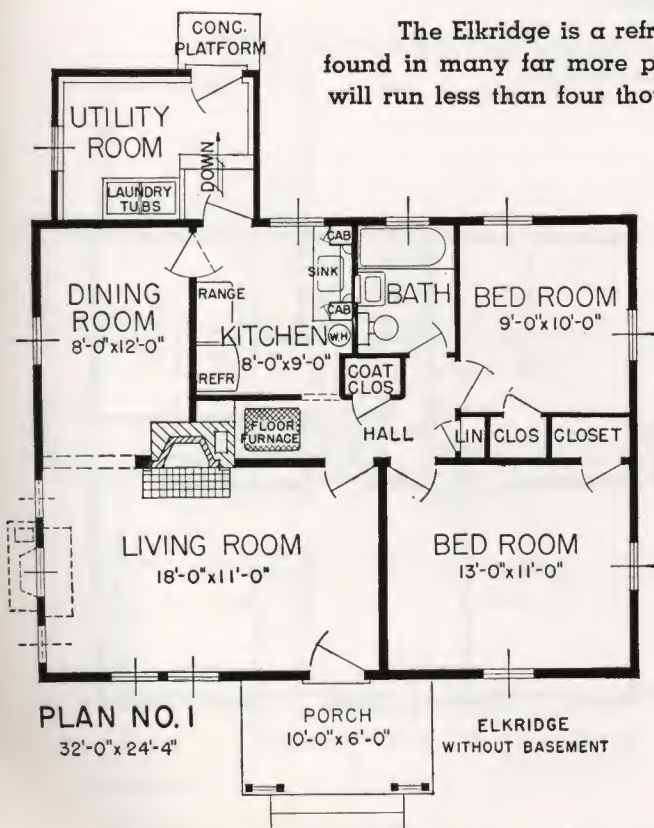 The Elkridge is a
found in many far more
will run less than four
CONC.
PLATFORM
UTILITY
ROOM
DOWN
LAUNDRY
TUBS
DINING
ROOM
8'-0"x12'-0"
RANGE
REFR
CAB
SINK
CAB
KITCHEN
W.H.
8'-0"x9'-0"
BATH
BED ROOM
9'-0"x10'-0"
COAT
CLOS
FLOOR
FURNACE
HALL
LIN
CLOS
CLOSET
LIVING ROOM
18'-0"x11'-0"
BED ROOM
13'-0"x11'-0"
PLAN NO. 1
32'-0"x 24'-4"
PORCH
10'-0"x 6'-0"
ELKRIDGE
WITHOUT BASEMENT